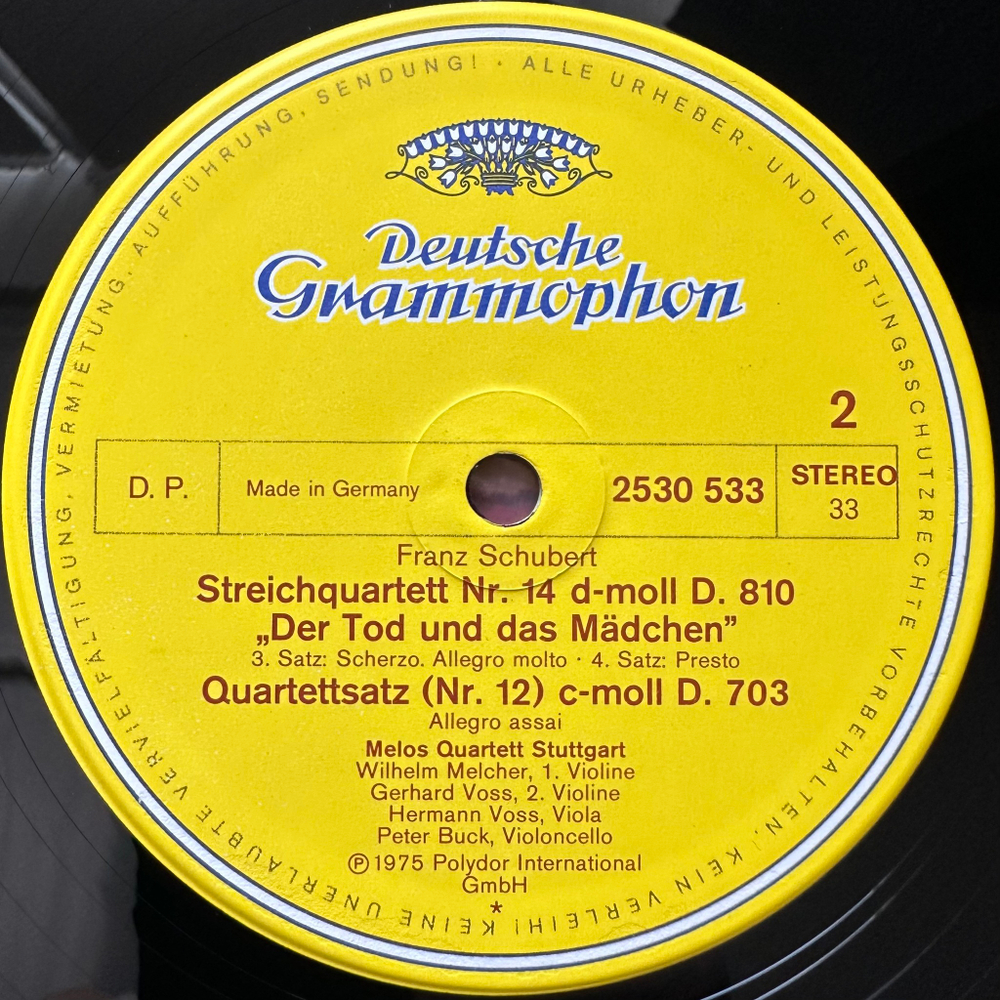 ALLE URHEBER- UND LEISTUNGSSCHUTZRECHTE VORBEHALTEN, KEIN VERLEIH! KEINE UNERLAUBTE VERVIELFÄLTIGUNG, VERMIETUNG, AUFFÜHRUNG, SENDUNG! ·
Deutsche
Grammophon
2
D. P.
Made in Germany
2530 533
STEREO
33
Franz Schubert
Streichquartett Nr. 14 d-moll D. 810
„Der Tod und das Mädchen”
3. Satz: Scherzo. Allegro molto · 4. Satz: Presto
Quartettsatz (Nr. 12) c-moll D. 703
Allegro assai
Melos Quartett Stuttgart
Wilhelm Melcher, 1. Violine
Gerhard Voss, 2. Violine
Hermann Voss, Viola
Peter Buck, Violoncello
Ⓟ 1975 Polydor International
GmbH
*